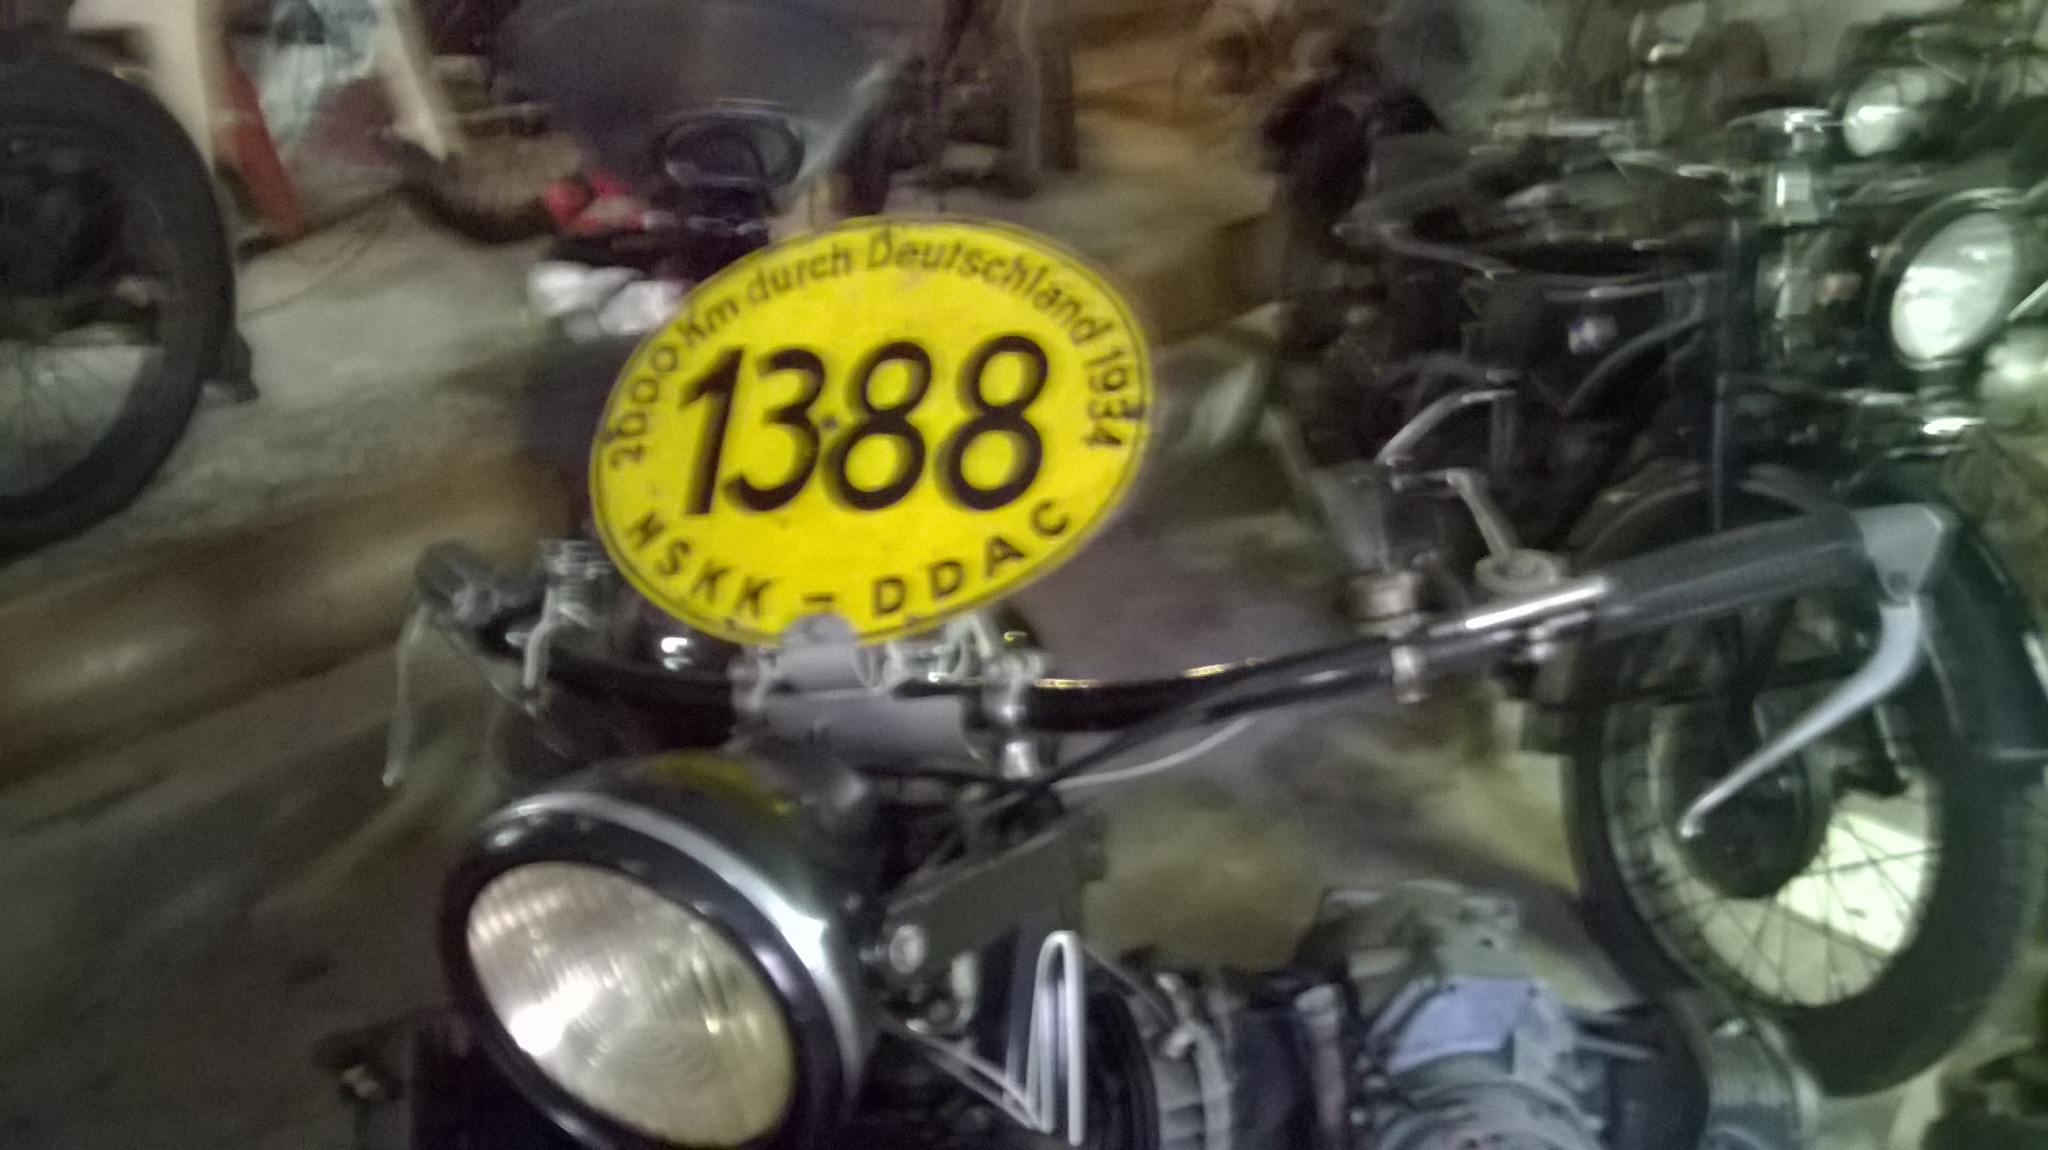 2000 Km durch Deutschland 1934
1388
NSKK - DDAC